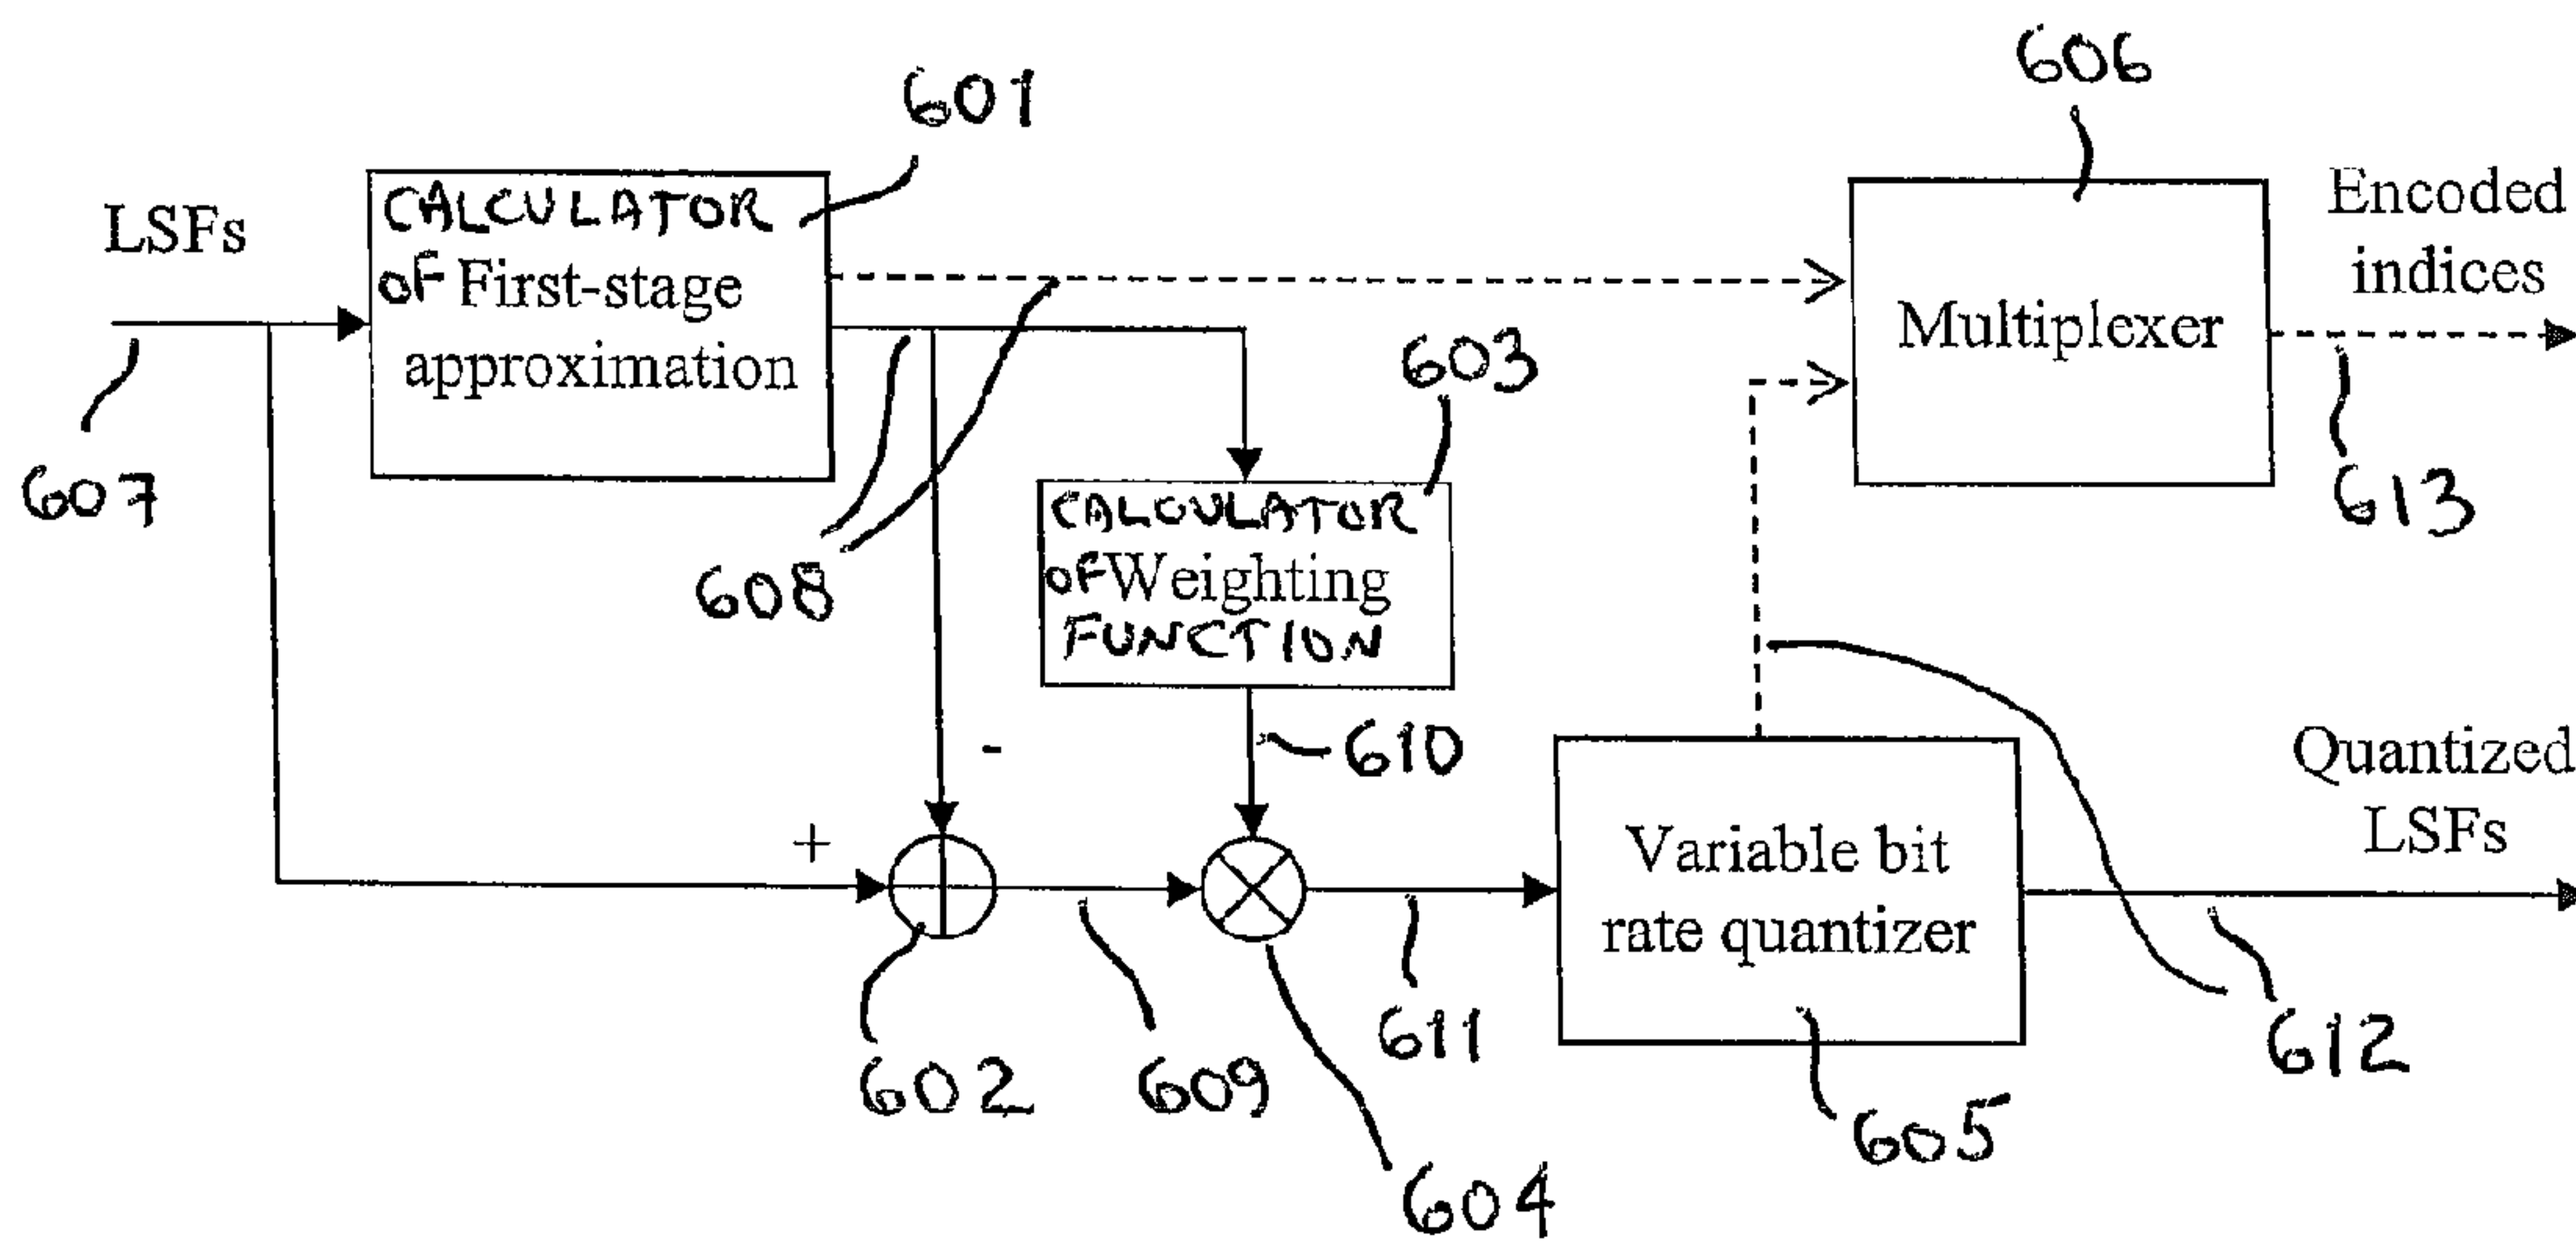 606
601
LSFs
CALCULATOR
OF First-stage
approximation
Encoded
indices
Multiplexer
603
607
613
CALCULATOR
OF Weighting
FUNCTION
608
-
610
+
Quantized
LSFs
Variable bit
rate quantizer
602
609
611
612
605
604